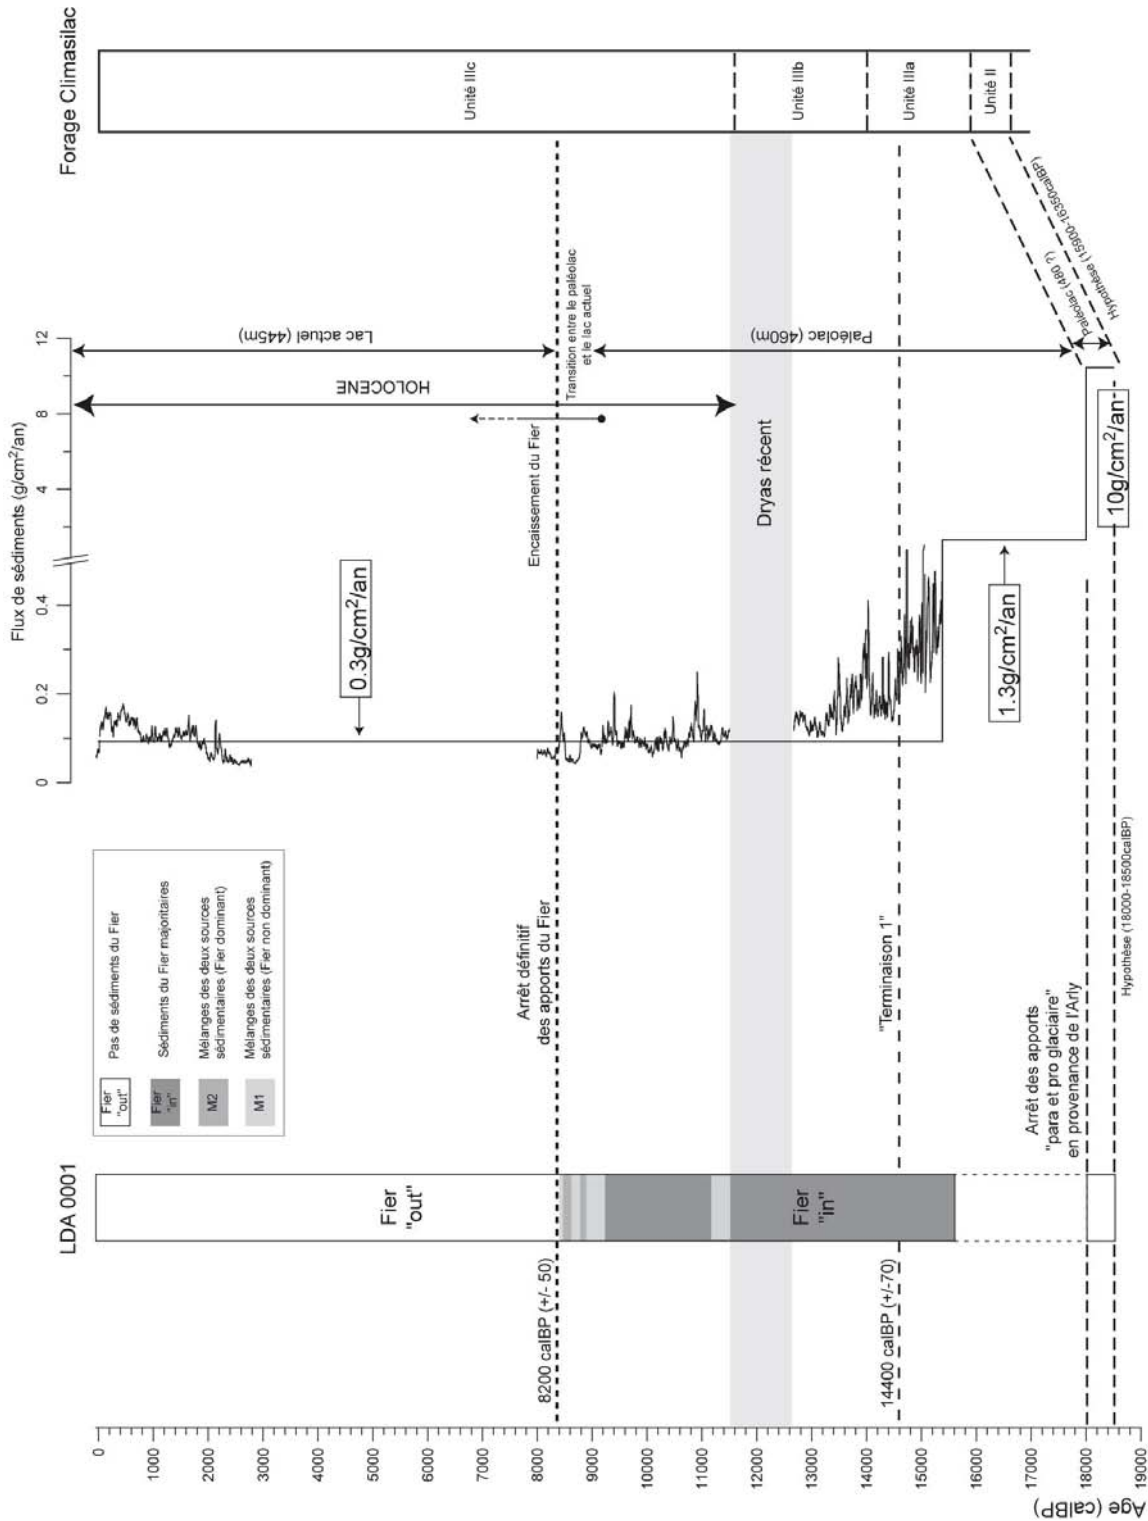 Forage Climasilac
Unité IIIc
Unité IIIb
Unité IIIa
Unité II
Flux de sédiments (g/cm²/an)
0
0.2
0.4
4
8
12
Lac actuel (445m)
HOLOCENE
Transition entre le paléolac
et le lac actuel
Encaissement du Fier
Paléolac (460m)
Paléolac (480 ?)
Hypothèse (15900-16350calBP)
Dryas récent
0.3g/cm²/an
1.3g/cm²/an
10g/cm²/an
Fier
"out"
Pas de sédiments du Fier
Fier
"in"
Sédiments du Fier majoritaires
M2
Mélanges des deux sources
sédimentaires (Fier dominant)
M1
Mélanges des deux sources
sédimentaires (Fier non dominant)
Arrêt définitif
des apports du Fier
"Terminaison 1"
Arrêt des apports
"para et pro glaciaire"
en provenance de l'Arly
Hypothèse (18000-18500calBP)
LDA 0001
Fier
"out"
Fier
"in"
8200 calBP (+/- 50)
14400 calBP (+/-70)
0
1000
2000
3000
4000
5000
6000
7000
8000
9000
10000
11000
12000
13000
14000
15000
16000
17000
18000
19000
Age (calBP)